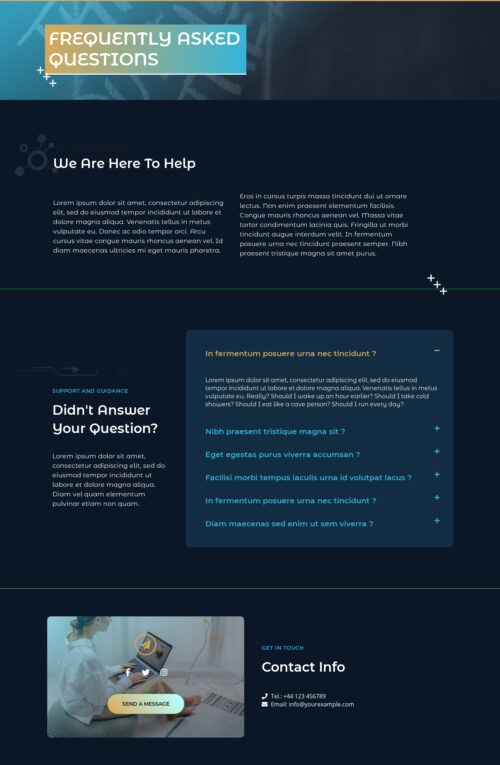 FREQUENTLY ASKED
QUESTIONS
We Are Here To Help
Lorem ipsum dolor sit amet, consectetur adipiscing
elit, sed do eiusmod tempor incididunt ut labore et
dolore magna aliqua. Venenatis tellus in metus
vulputate eu. Donec ac odio tempor orci. Arcu
cursus vitae congue mauris rhoncus aenean vel. Id
diam maecenas ultricies mi eget mauris pharetra.
Eros in cursus turpis massa tincidunt dui ut ornare
lectus. Non enim praesent elementum facilisis.
Congue mauris rhoncus aenean vel. Massa vitae
tortor condimentum lacinia quis. Fringilla ut morbi
tincidunt augue interdum velit. In fermentum
posuere urna nec tincidunt praesent semper. Nibh
praesent tristique magna sit amet purus.
SUPPORT AND GUIDANCE
Didn't Answer
Your Question?
Lorem ipsum dolor sit amet,
consectetur adipiscing elit, sed do
eiusmod tempor incididunt ut
labore et dolore magna aliqua.
Diam vel quam elementum
pulvinar etiam non quam.
In fermentum posuere urna nec tincidunt ?
Lorem ipsum dolor sit amet, consectetur adipiscing elit, sed do eiusmod
tempor incididunt ut labore et dolore magna aliqua. Venenatis tellus in metus
vulputate eu. Really? Should I wake up an hour earlier? Should I take cold
showers? Should I eat like a cave person? Should I run every day?
Nibh praesent tristique magna sit ?
Eget egestas purus viverra accumsan ?
Facilisi morbi tempus iaculis urna id volutpat lacus ?
In fermentum posuere urna nec tincidunt ?
Diam maecenas sed enim ut sem viverra ?
SEND A MESSAGE
GET IN TOUCH
Contact Info
Tel.: +44 123 456789
Email: info@yourexample.com